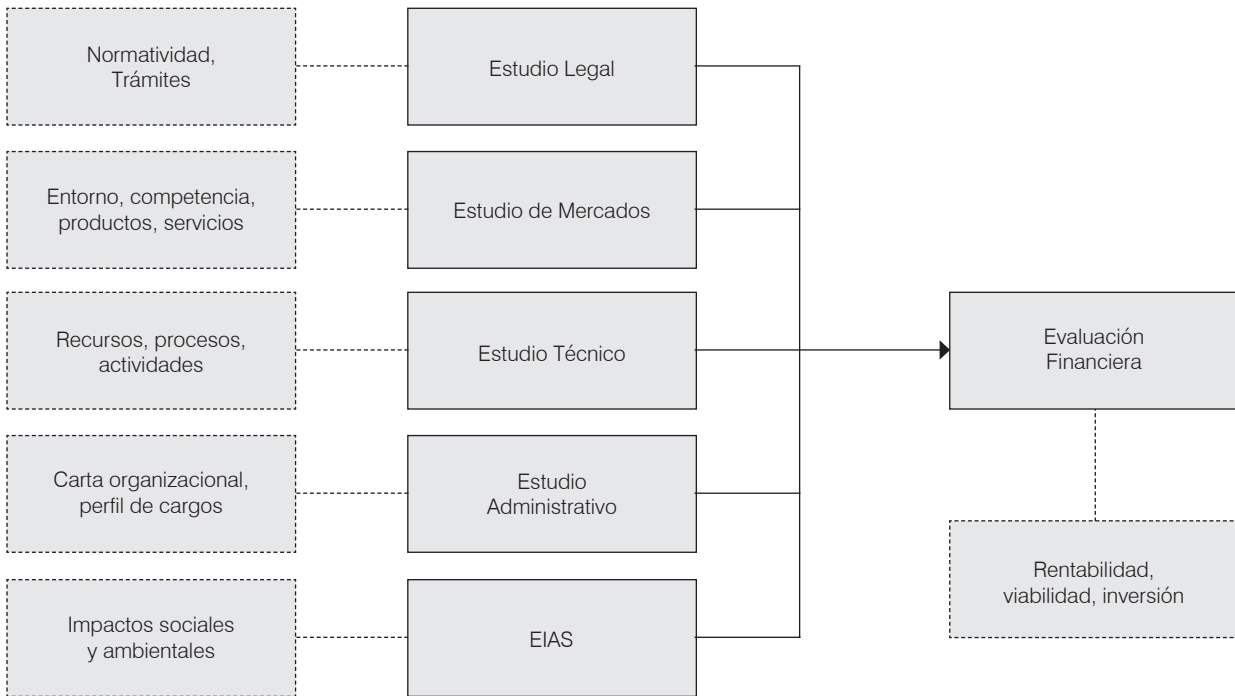 Normatividad,
Trámites
Estudio Legal
Entorno, competencia,
productos, servicios
Estudio de Mercados
Recursos, procesos,
actividades
Estudio Técnico
Evaluación
Financiera
Carta organizacional,
perfil de cargos
Estudio
Administrativo
Rentabilidad,
viabilidad, inversión
Impactos sociales
y ambientales
EIAS